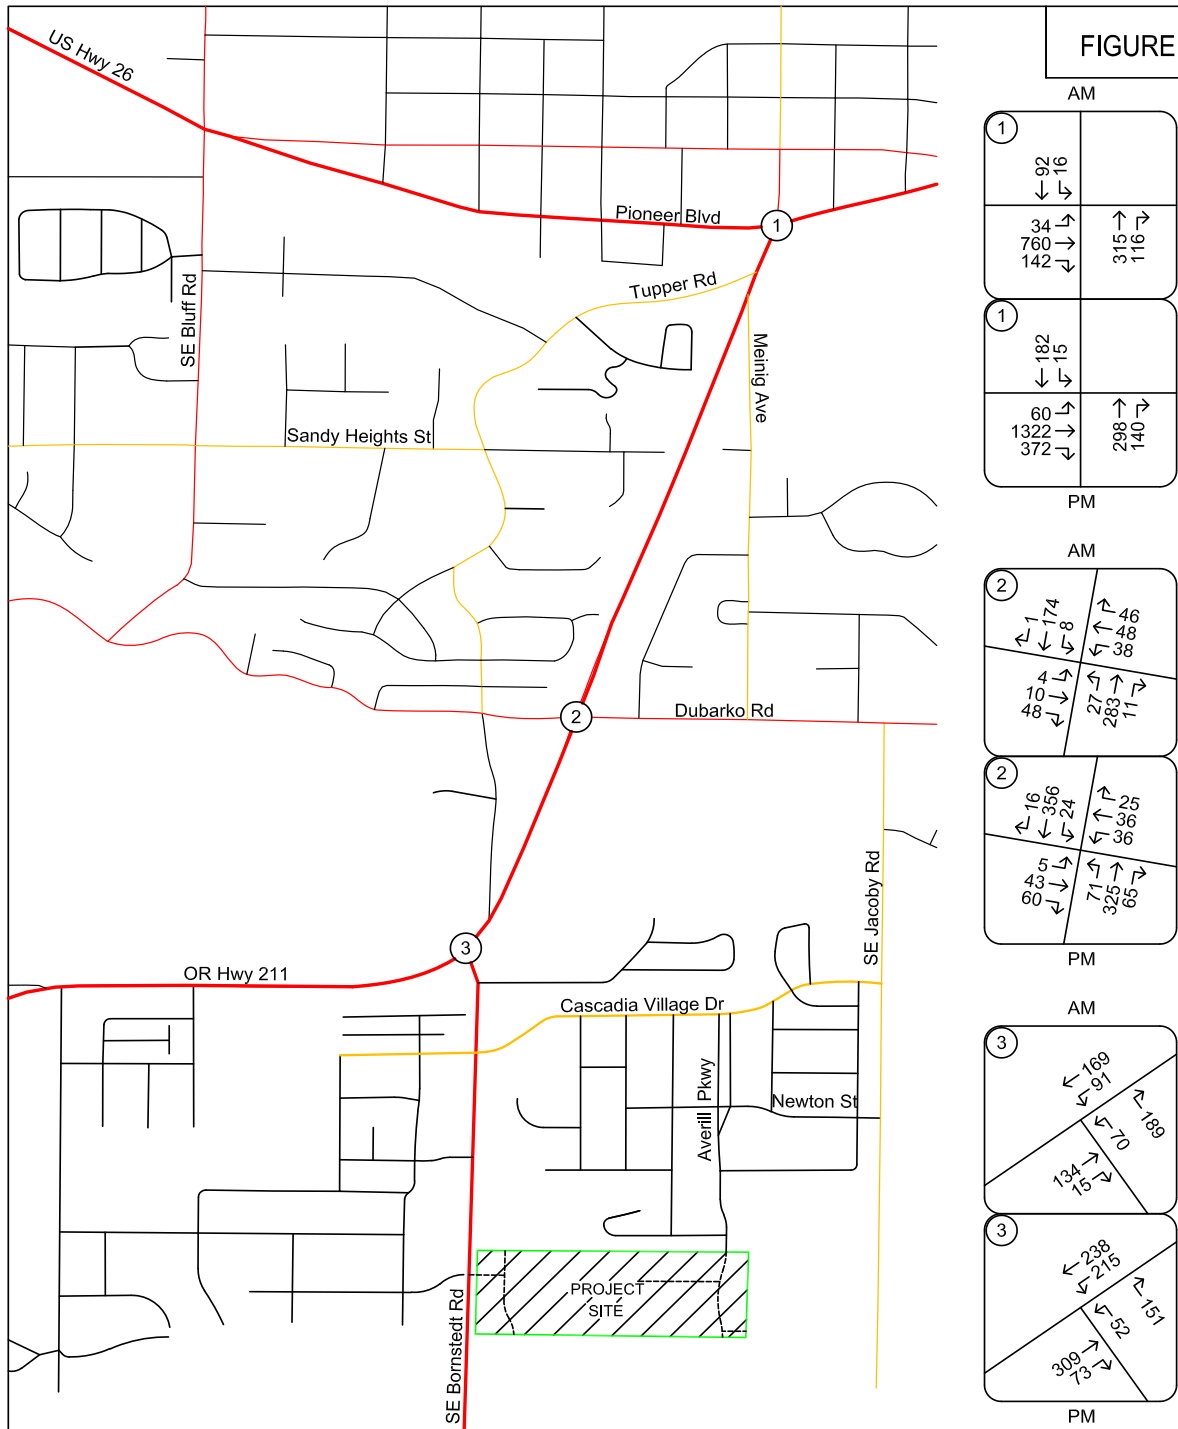 FIGURE
US Hwy 26
Pioneer Blvd
1
SE Bluff Rd
Tupper Rd
Meinig Ave
Sandy Heights St
2
Dubarko Rd
SE Jacoby Rd
3
OR Hwy 211
Cascadia Village Dr
Averill Pkwy
Newton St
PROJECT
SITE
SE Bornstedt Rd
AM
1
92
16
34
760
142
315
116
1
182
15
60
1322
372
298
140
PM
AM
2
1
174
8
46
48
38
4
10
48
27
283
11
2
16
356
24
25
36
36
5
43
60
71
325
65
PM
AM
3
169
91
189
70
134
15
3
238
215
151
52
309
73
PM